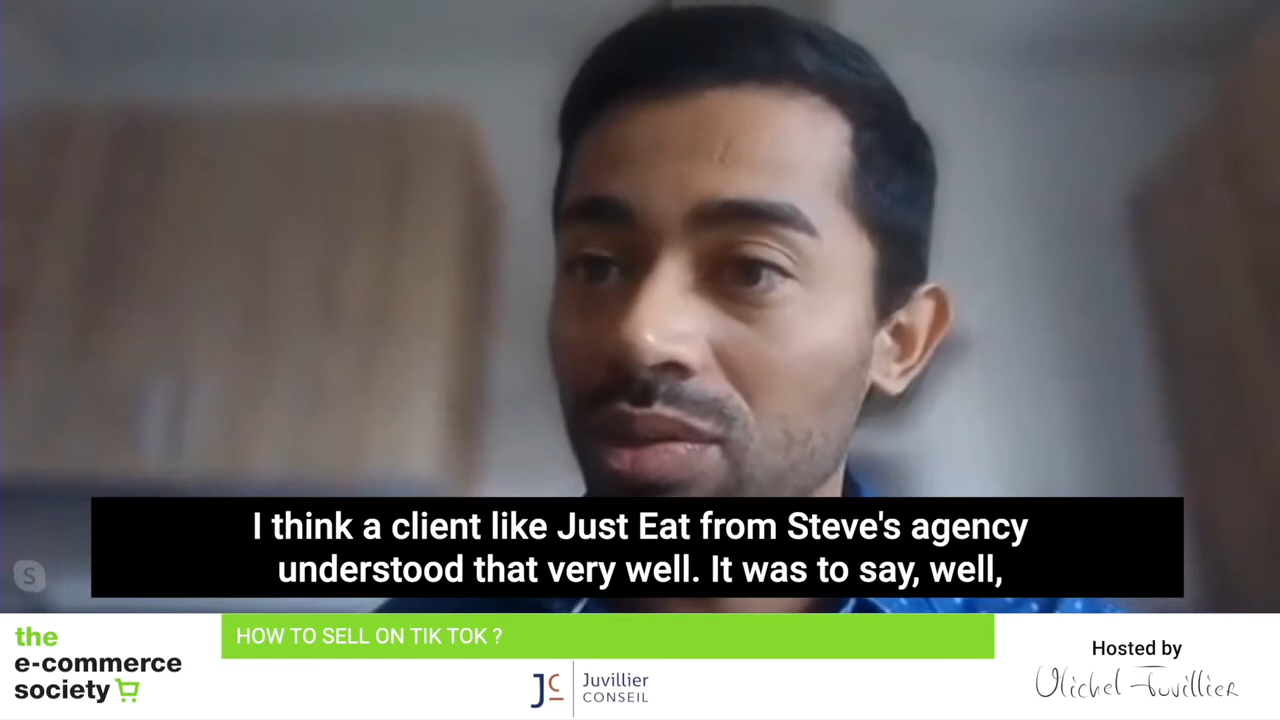 I think a client like Just Eat from Steve's agency
understood that very well. It was to say, well,
S
the
e-commerce
society
HOW TO SELL ON TIK TOK ?
JC
Juvillier
CONSEIL
Hosted by
Michel Juvillier